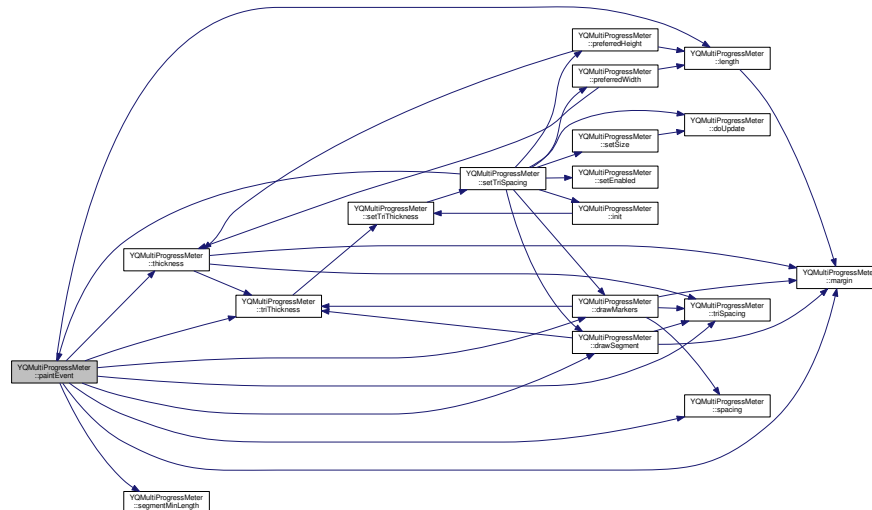 YQMultiProgressMeter
::preferredHeight
YQMultiProgressMeter
::length
YQMultiProgressMeter
::preferredWidth
YQMultiProgressMeter
::doUpdate
YQMultiProgressMeter
::setSize
YQMultiProgressMeter
::setTriSpacing
YQMultiProgressMeter
::setEnabled
YQMultiProgressMeter
::setTriThickness
YQMultiProgressMeter
::init
YQMultiProgressMeter
::thickness
YQMultiProgressMeter
::margin
YQMultiProgressMeter
::triThickness
YQMultiProgressMeter
::drawMarkers
YQMultiProgressMeter
::triSpacing
YQMultiProgressMeter
::drawSegment
YQMultiProgressMeter
::paintEvent
YQMultiProgressMeter
::spacing
YQMultiProgressMeter
::segmentMinLength